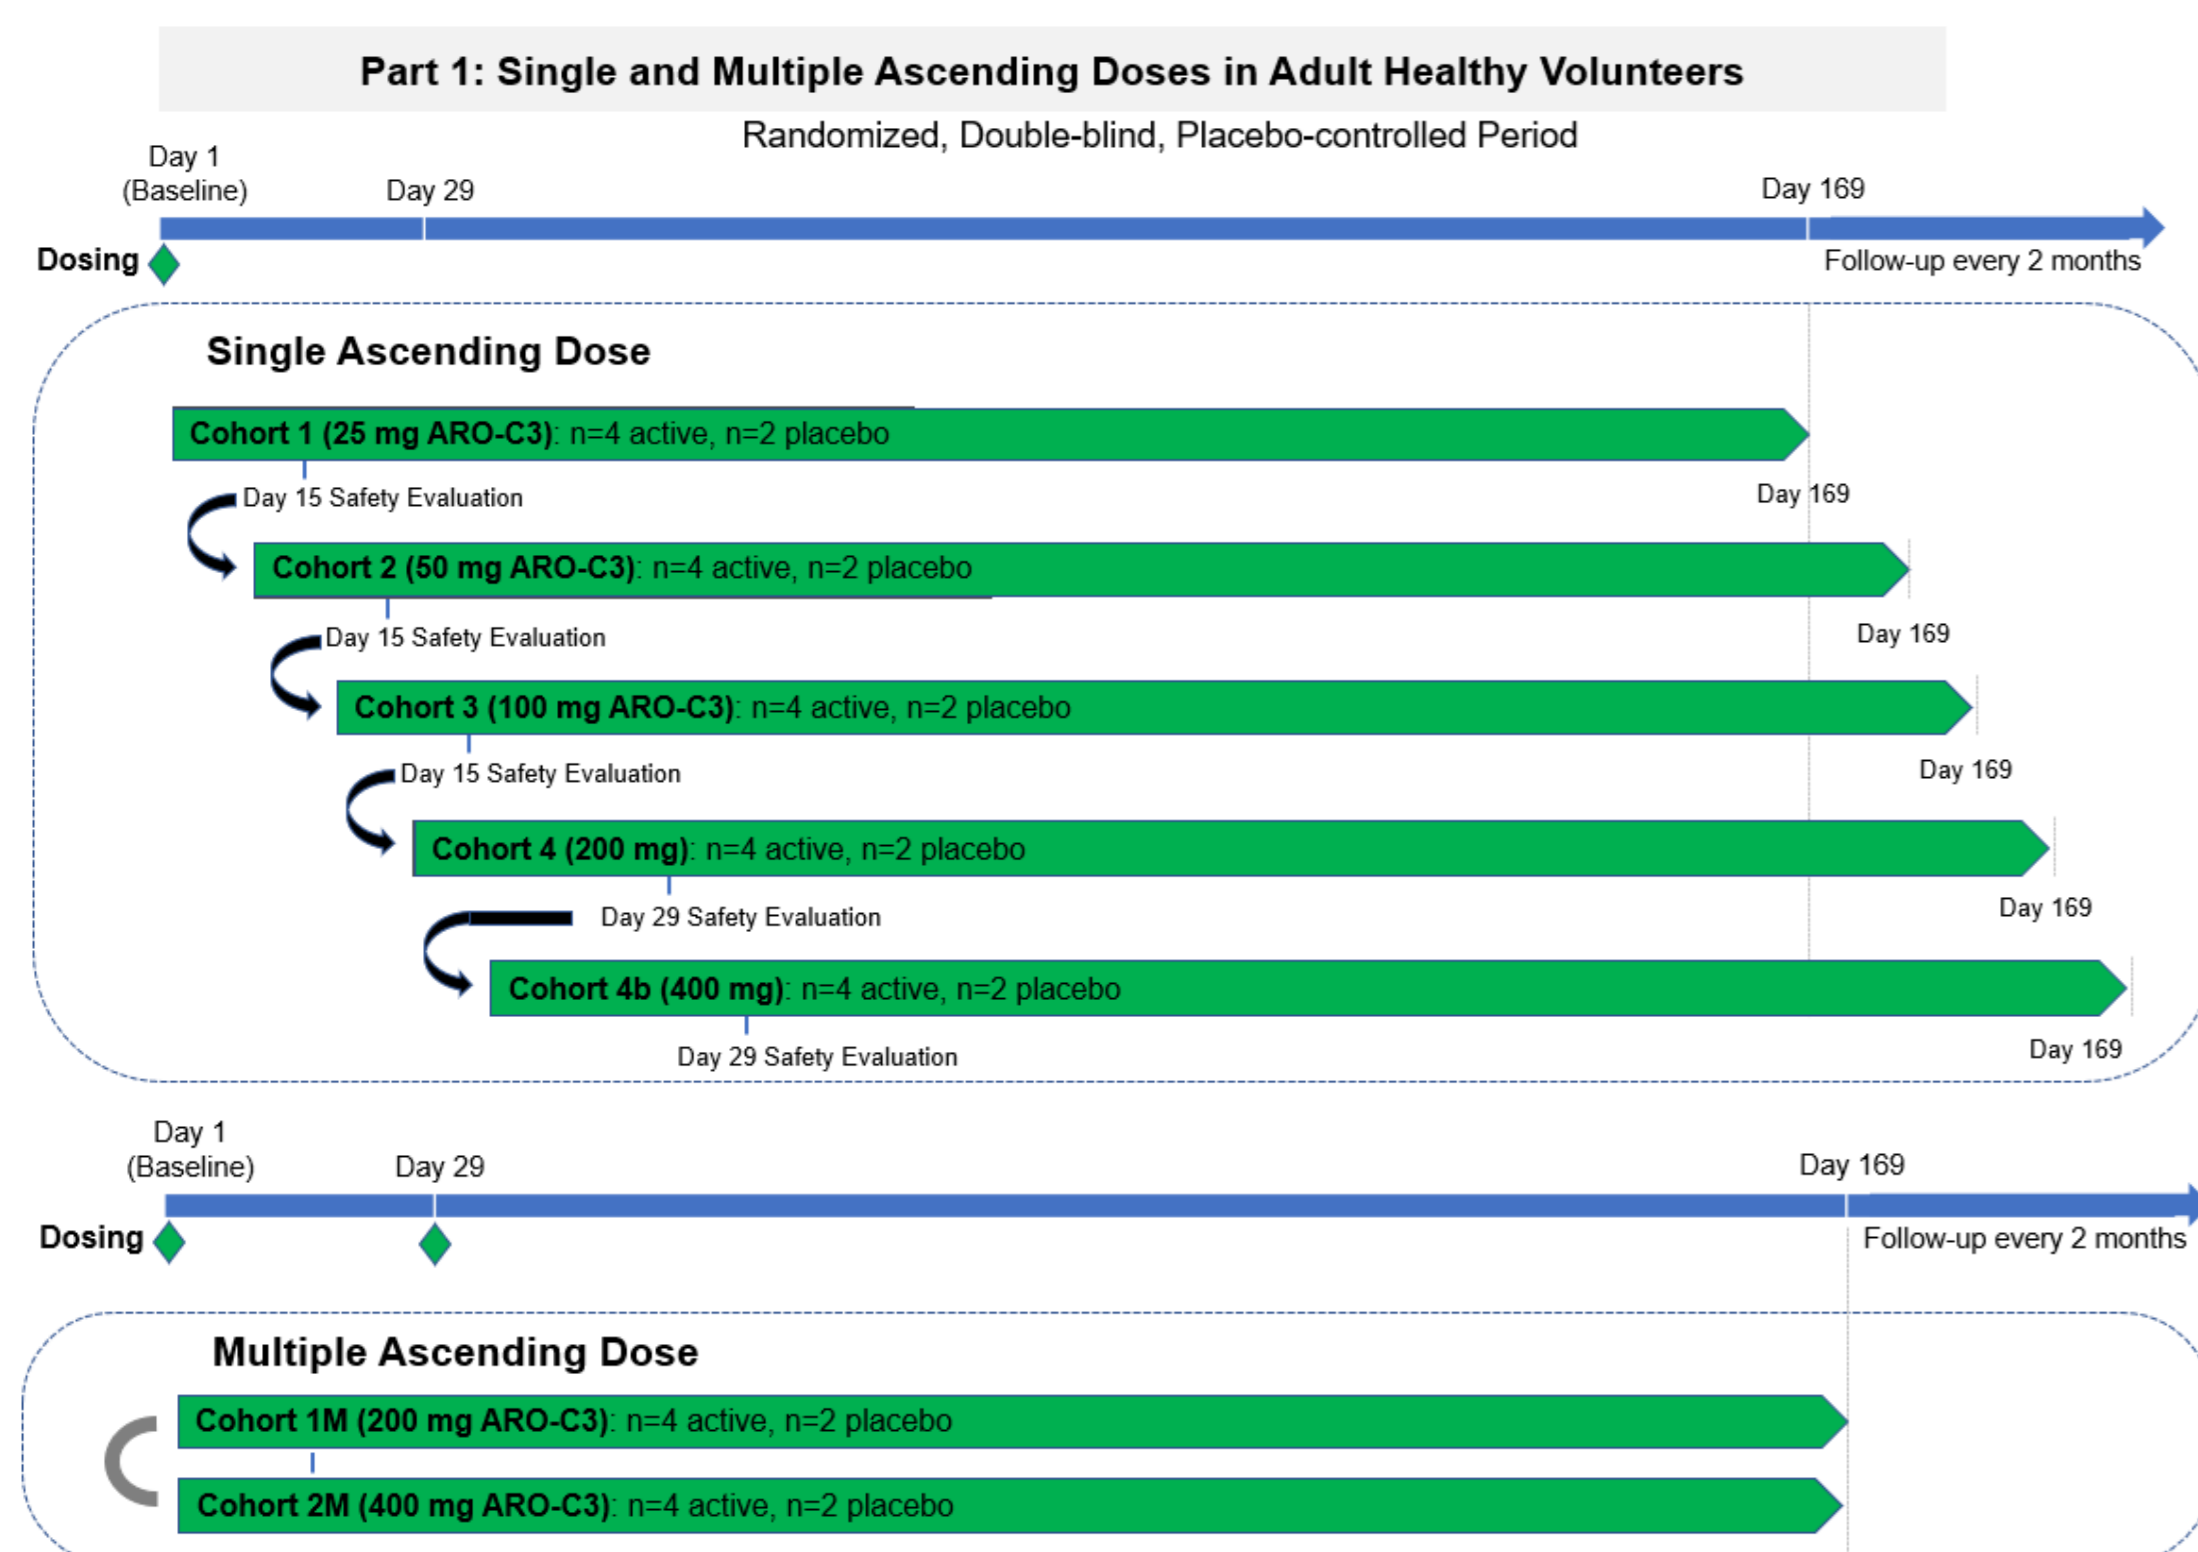 Part 1: Single and Multiple Ascending Doses in Adult Healthy Volunteers
Randomized, Double-blind, Placebo-controlled Period
Day 1
(Baseline)
Day 29
Day 169
Dosing
Follow-up every 2 months
Single Ascending Dose
Cohort 1 (25 mg ARO-C3): n=4 active, n=2 placebo
Day 15 Safety Evaluation
Day 169
Cohort 2 (50 mg ARO-C3): n=4 active, n=2 placebo
Day 15 Safety Evaluation
Day 169
Cohort 3 (100 mg ARO-C3): n=4 active, n=2 placebo
Day 15 Safety Evaluation
Day 169
Cohort 4 (200 mg): n=4 active, n=2 placebo
Day 29 Safety Evaluation
Day 169
Cohort 4b (400 mg): n=4 active, n=2 placebo
Day 29 Safety Evaluation
Day 169
Day 1
(Baseline)
Day 29
Day 169
Dosing
Follow-up every 2 months
Multiple Ascending Dose
Cohort 1M (200 mg ARO-C3): n=4 active, n=2 placebo
Cohort 2M (400 mg ARO-C3): n=4 active, n=2 placebo